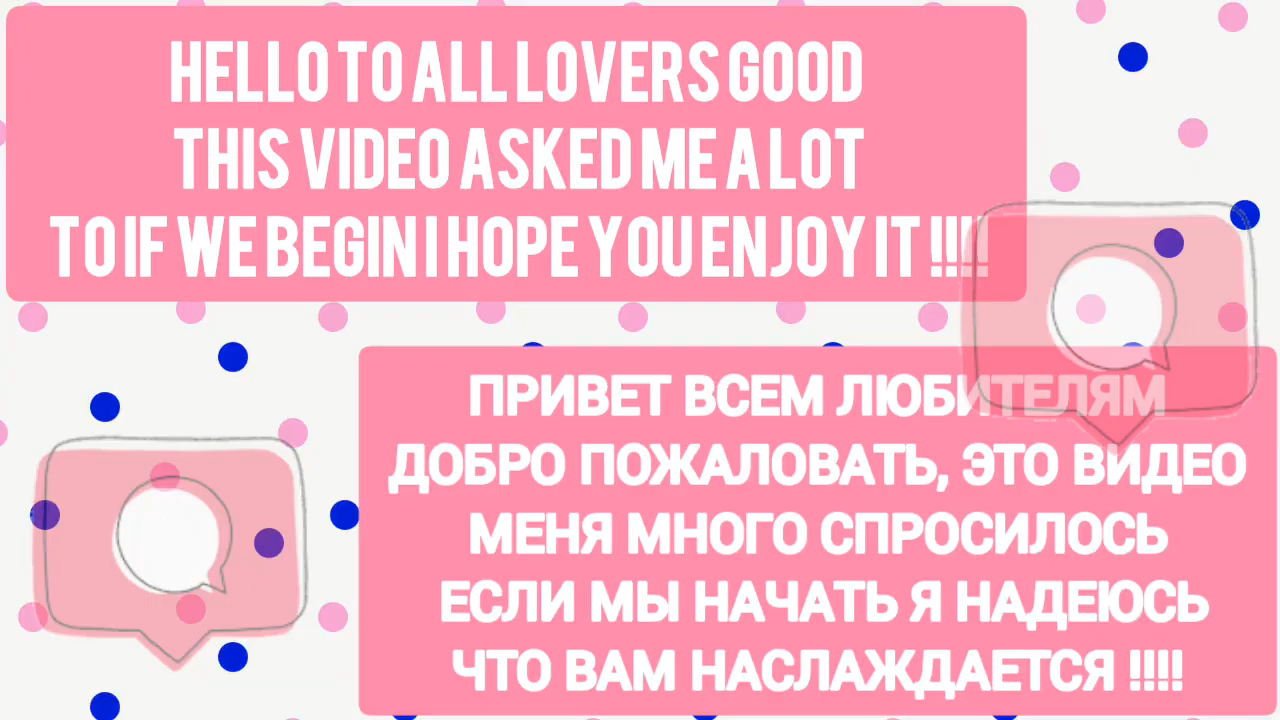 HELLO TO ALL LOVERS GOOD
THIS VIDEO ASKED ME A LOT
TO IF WE BEGIN I HOPE YOU ENJOY IT !!!!
ПРИВЕТ ВСЕМ ЛЮБИТЕЛЯМ
ДОБРО ПОЖАЛОВАТЬ, ЭТО ВИДЕО
МЕНЯ МНОГО СПРОСИЛОСЬ
ЕСЛИ МЫ НАЧАТЬ Я НАДЕЮСЬ
ЧТО ВАМ НАСЛАЖДАЕТСЯ !!!!